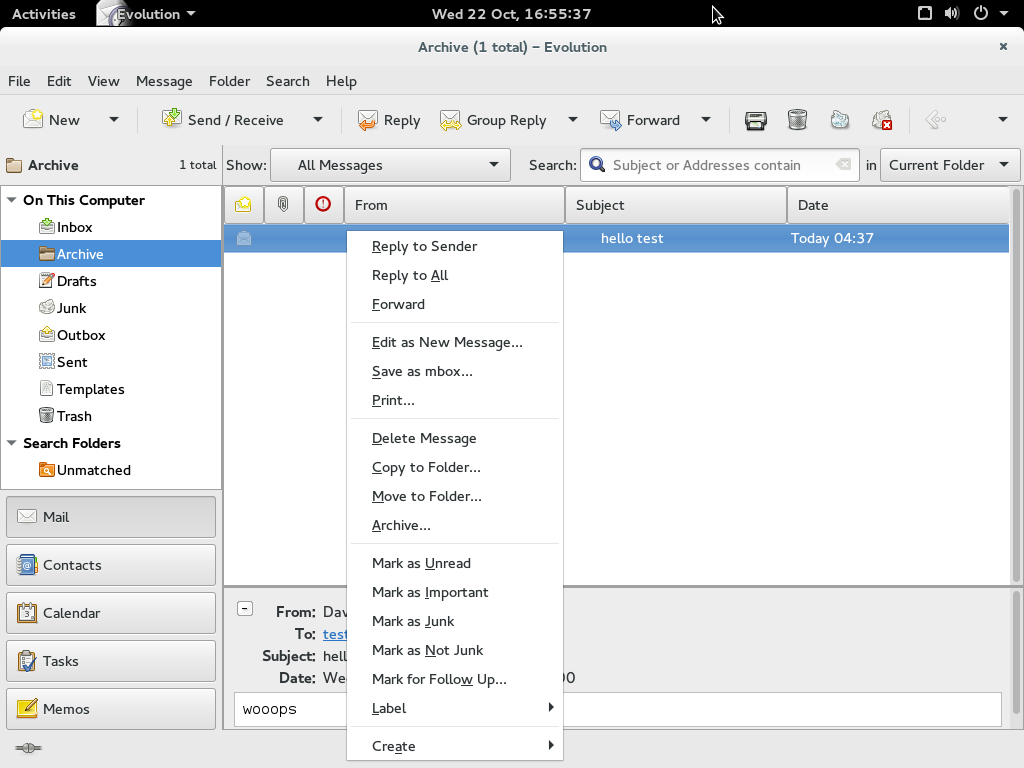 Activities Evolution Wed 22 Oct, 16:55:37
Archive (1 total) – Evolution
File Edit View Message Folder Search Help
New Send / Receive Reply Group Reply Forward
Archive 1 total Show: All Messages Search: Subject or Addresses contain in Current Folder
On This Computer
Inbox
Archive
Drafts
Junk
Outbox
Sent
Templates
Trash
Search Folders
Unmatched
Mail
Contacts
Calendar
Tasks
Memos
From Subject Date
hello test Today 04:37
Reply to Sender
Reply to All
Forward
Edit as New Message...
Save as mbox...
Print...
Delete Message
Copy to Folder...
Move to Folder...
Archive...
Mark as Unread
Mark as Important
Mark as Junk
Mark as Not Junk
Mark for Follow Up...
Label
Create
From: Dav
To: test
Subject: hell
Date: We 00
wooops